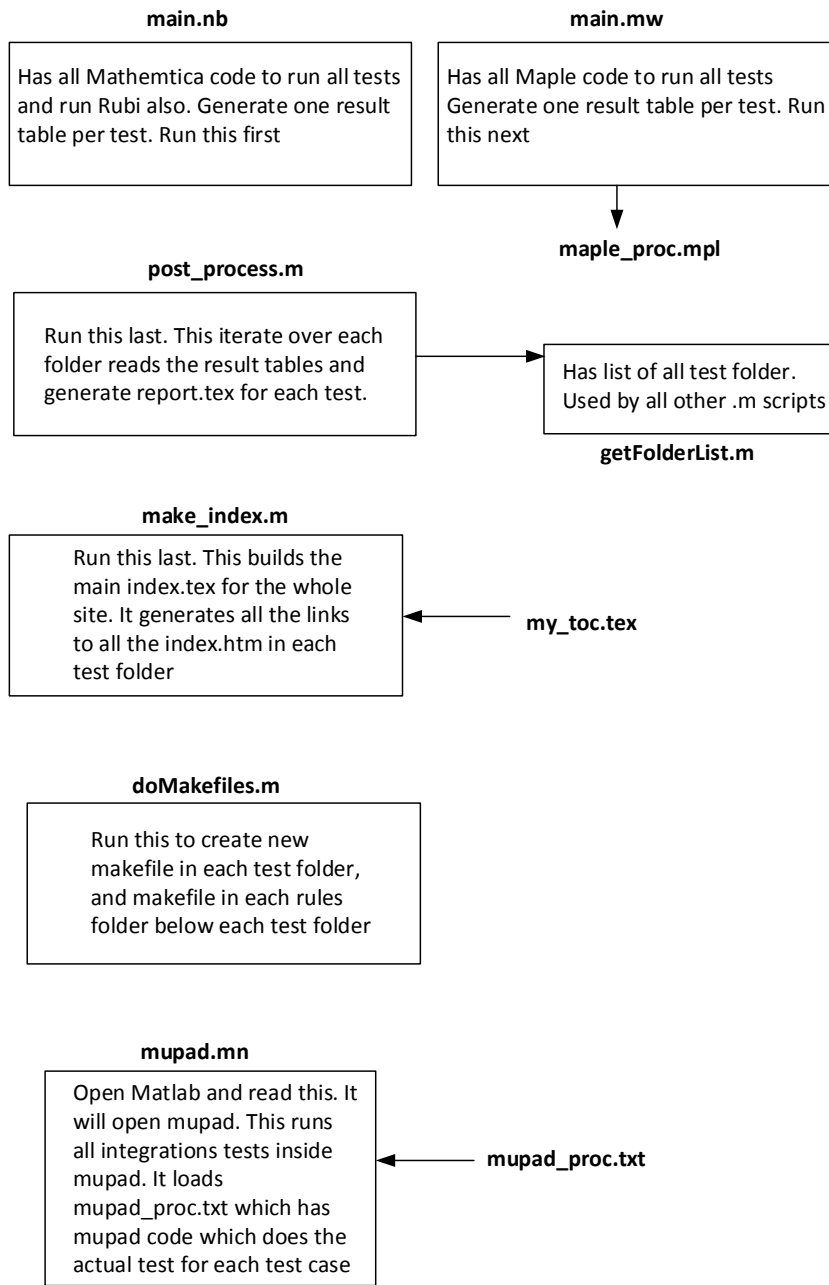 main.nb
Has all Mathemtica code to run all tests
and run Rubi also. Generate one result
table per test. Run this first
main.mw
Has all Maple code to run all tests
Generate one result table per test. Run
this next
maple_proc.mpl
post_process.m
Run this last. This iterate over each
folder reads the result tables and
generate report.tex for each test.
Has list of all test folder.
Used by all other .m scripts
getFolderList.m
make_index.m
Run this last. This builds the
main index.tex for the whole
site. It generates all the links
to all the index.htm in each
test folder
my_toc.tex
doMakefiles.m
Run this to create new
makefile in each test folder,
and makefile in each rules
folder below each test folder
mupad.mn
Open Matlab and read this. It
will open mupad. This runs
all integrations tests inside
mupad. It loads
mupad_proc.txt which has
mupad code which does the
actual test for each test case
mupad_proc.txt